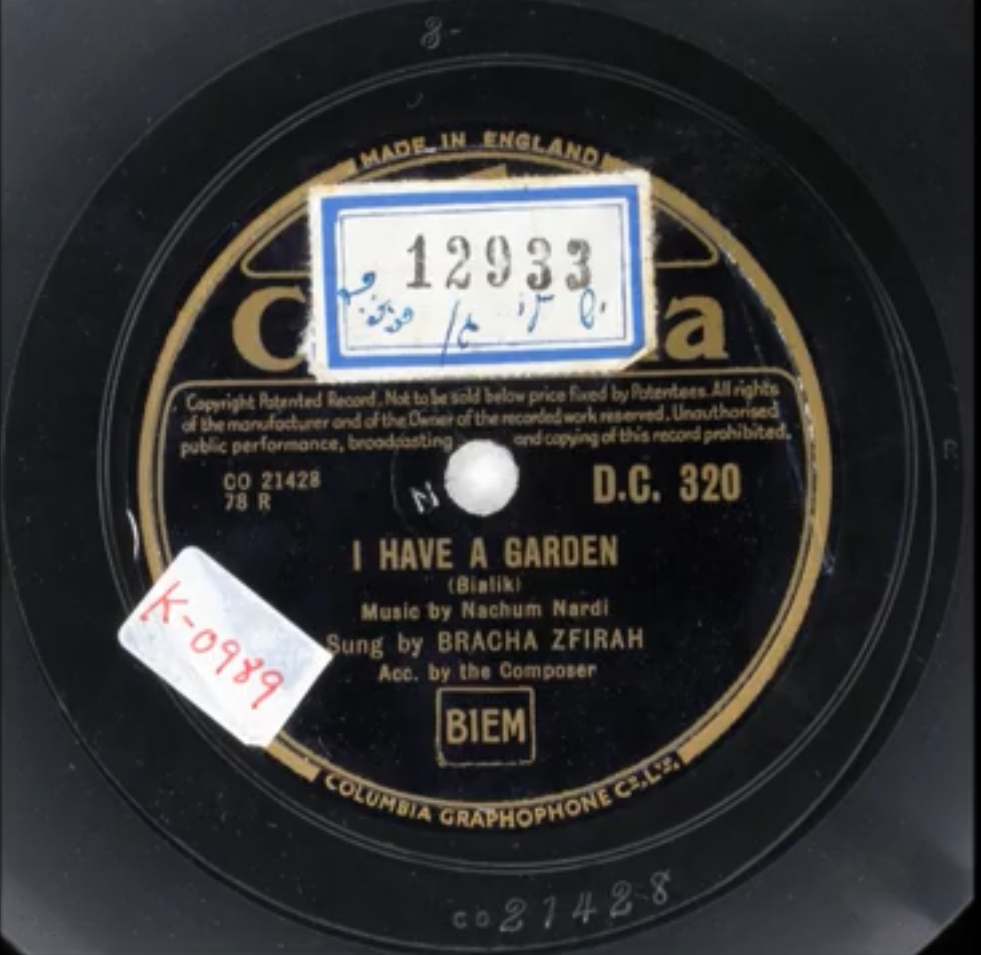 8-
MADE IN ENGLAND
12933
Copyright Patented Record. Not to be sold below price fixed by Patentees. All rights
of the manufacturer and of the Owner of the recorded work reserved. Unauthorised
public performance, broadcasting and copying of this record prohibited.
CO 21428
78 R
N
D.C. 320
R
I HAVE A GARDEN
(Bialik)
Music by Nachum Nardi
Sung by BRACHA ZFIRAH
Acc. by the Composer
K-0989
BIEM
COLUMBIA GRAPHOPHONE Co. Ltd.
CO 21428